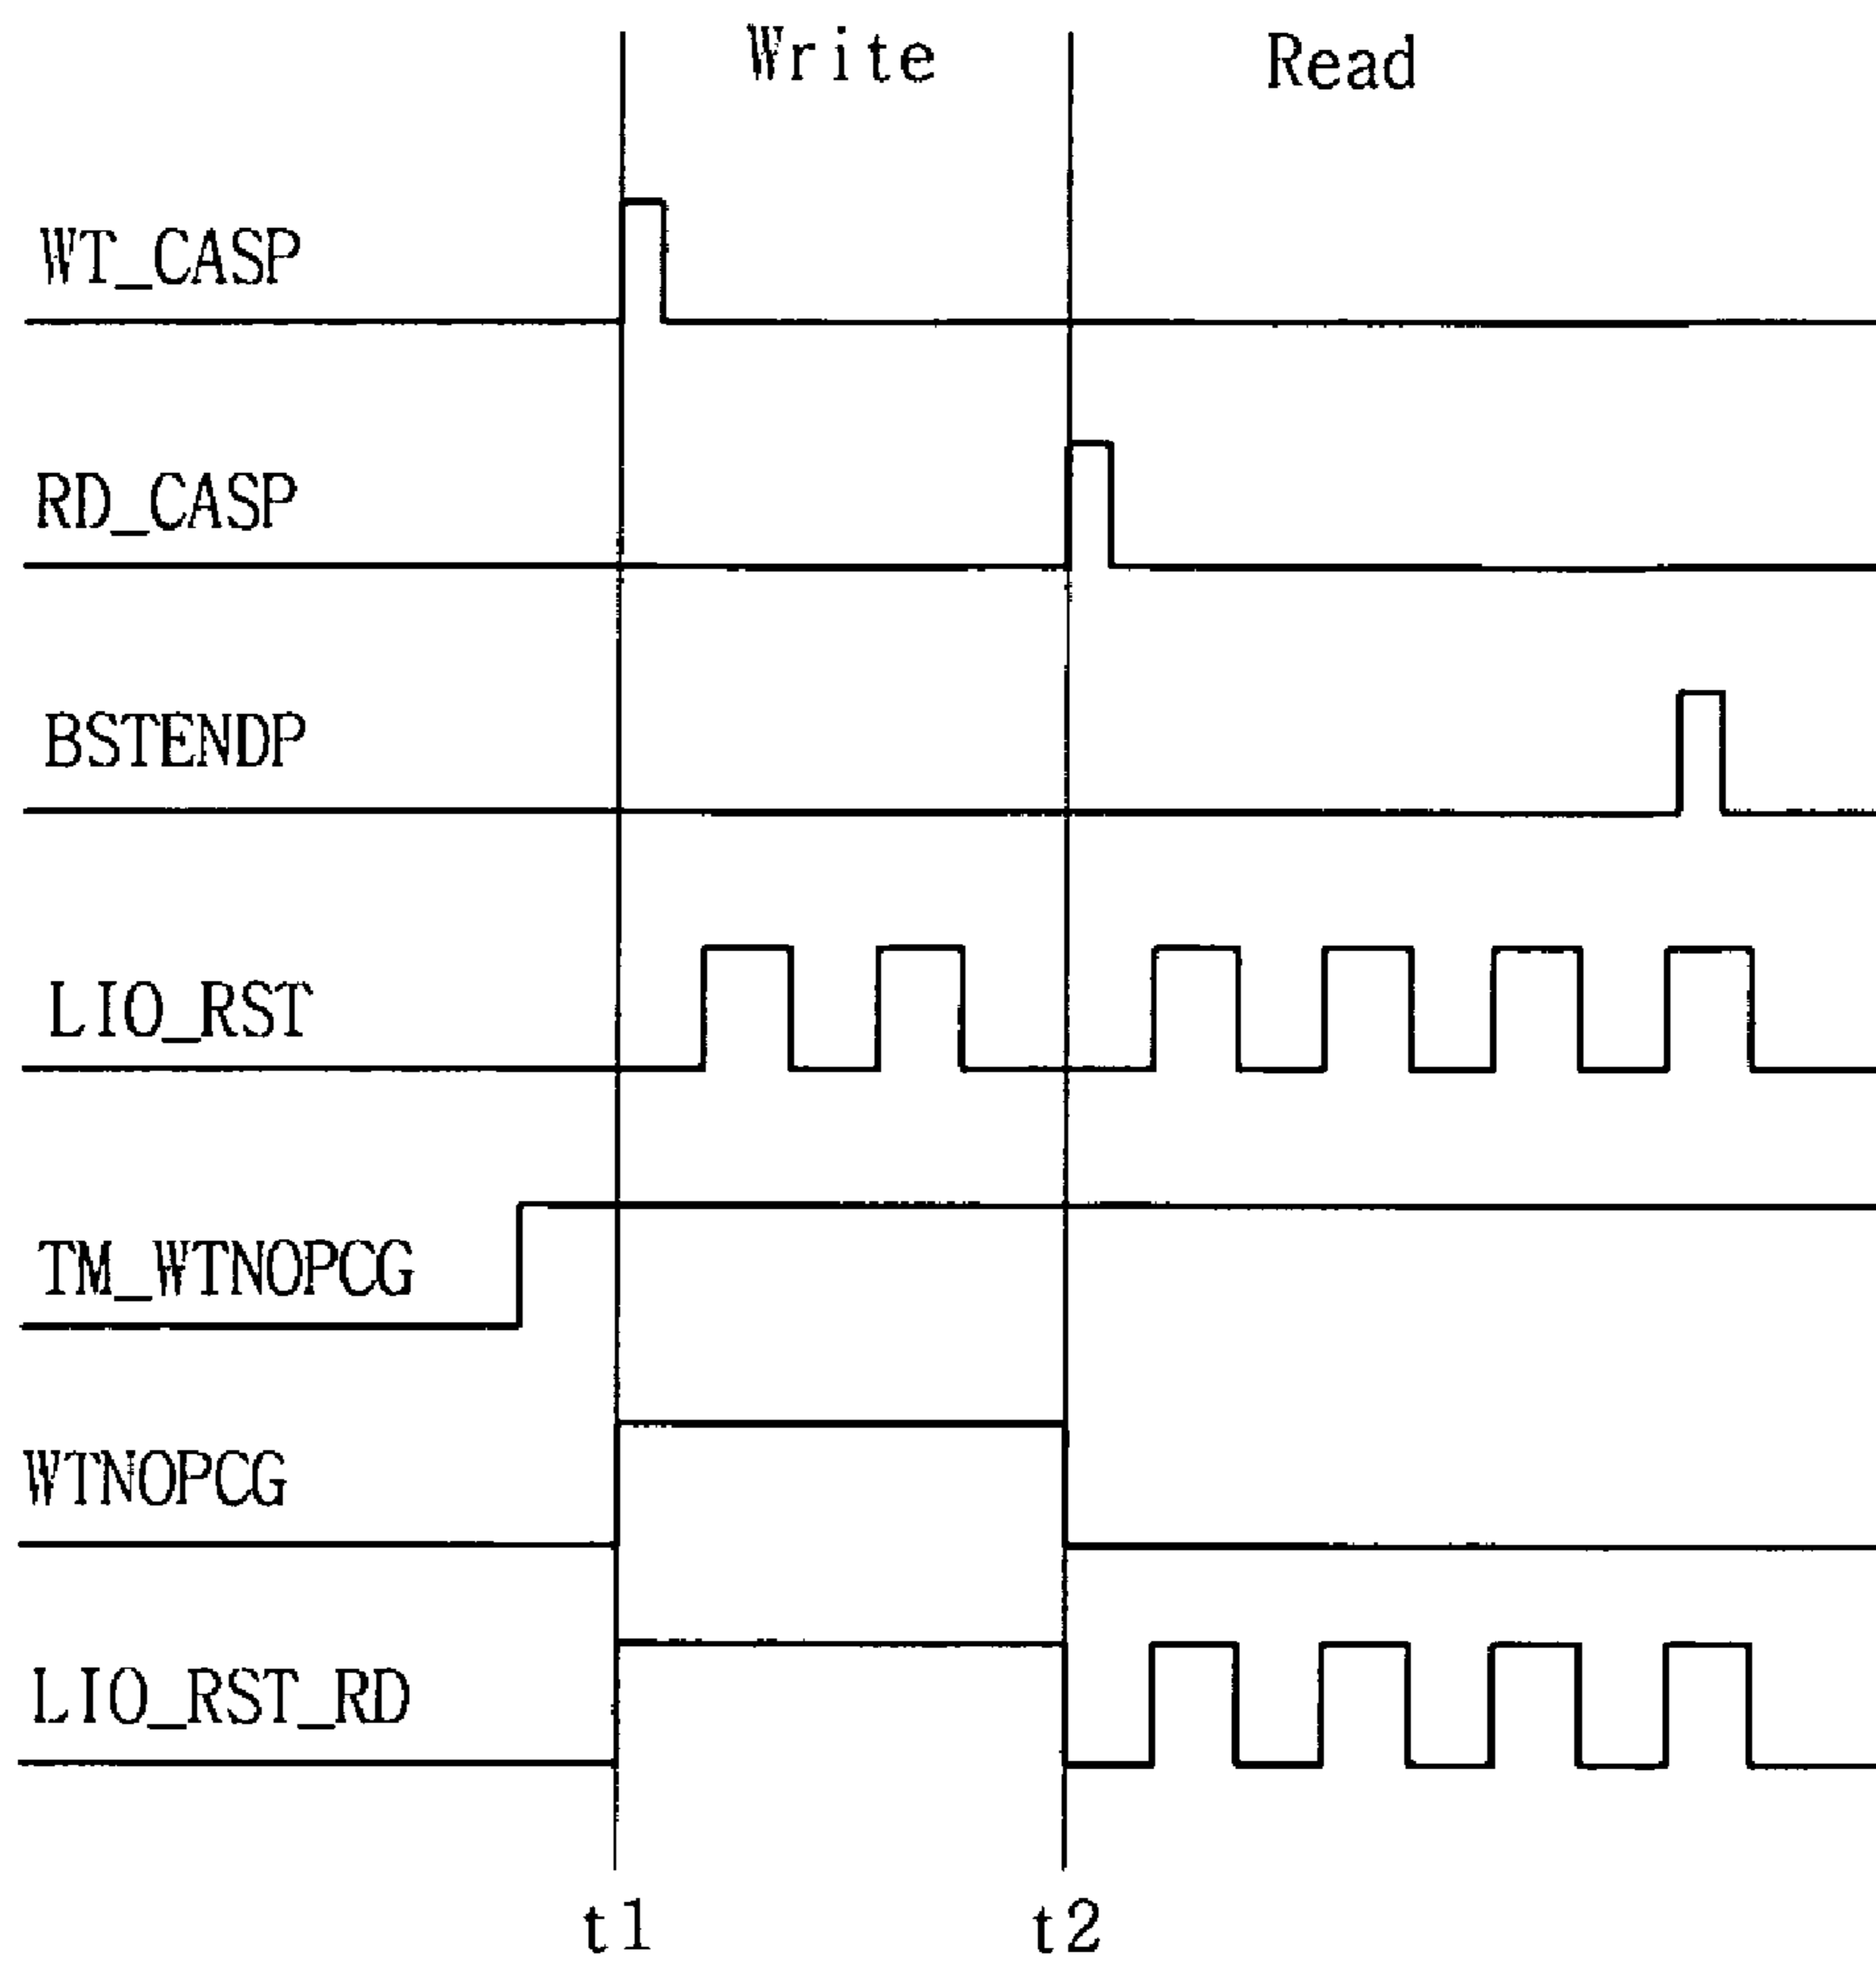 Write Read
WT_CASP
RD_CASP
BSTENDP
LIO_RST
TM_WTNOPCG
WTNOPCG
LIO_RST_RD
t1 t2